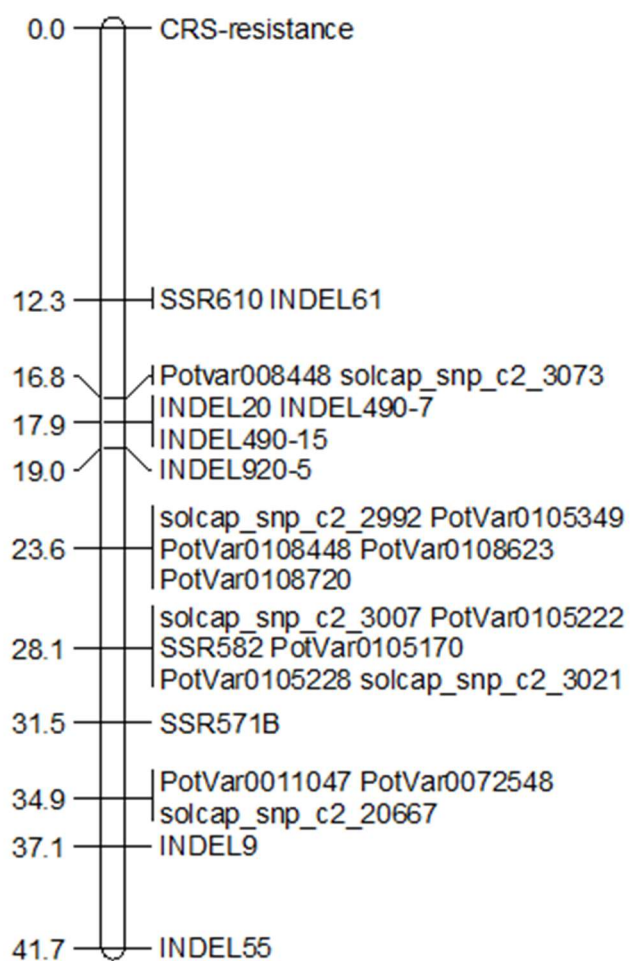 0.0 CRS-resistance
12.3 SSR610 INDEL61
16.8 Potvar008448 solcap_snp_c2_3073
17.9 INDEL20 INDEL490-7
INDEL490-15
19.0 INDEL920-5
solcap_snp_c2_2992 PotVar0105349
23.6 PotVar0108448 PotVar0108623
PotVar0108720
solcap_snp_c2_3007 PotVar0105222
28.1 SSR582 PotVar0105170
PotVar0105228 solcap_snp_c2_3021
31.5 SSR571B
PotVar0011047 PotVar0072548
34.9 solcap_snp_c2_20667
37.1 INDEL9
41.7 INDEL55